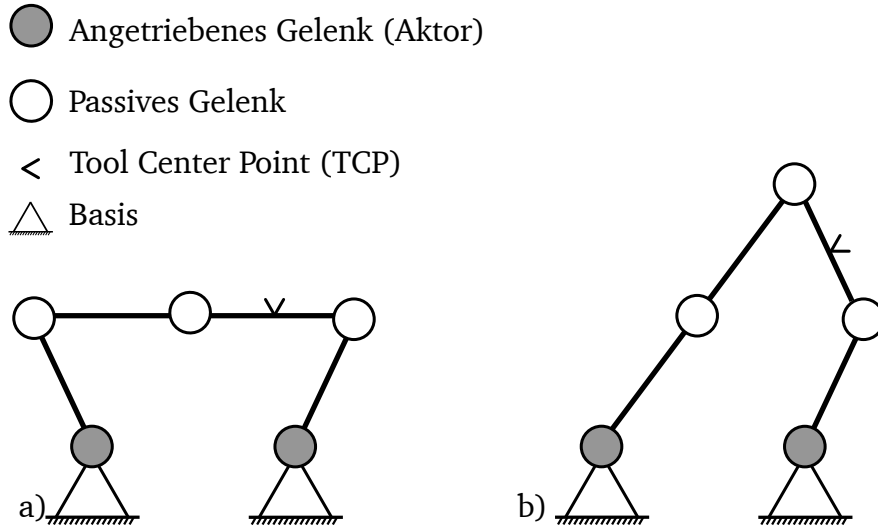 Angetriebenes Gelenk (Aktor)
Passives Gelenk
Tool Center Point (TCP)
Basis
a)
b)